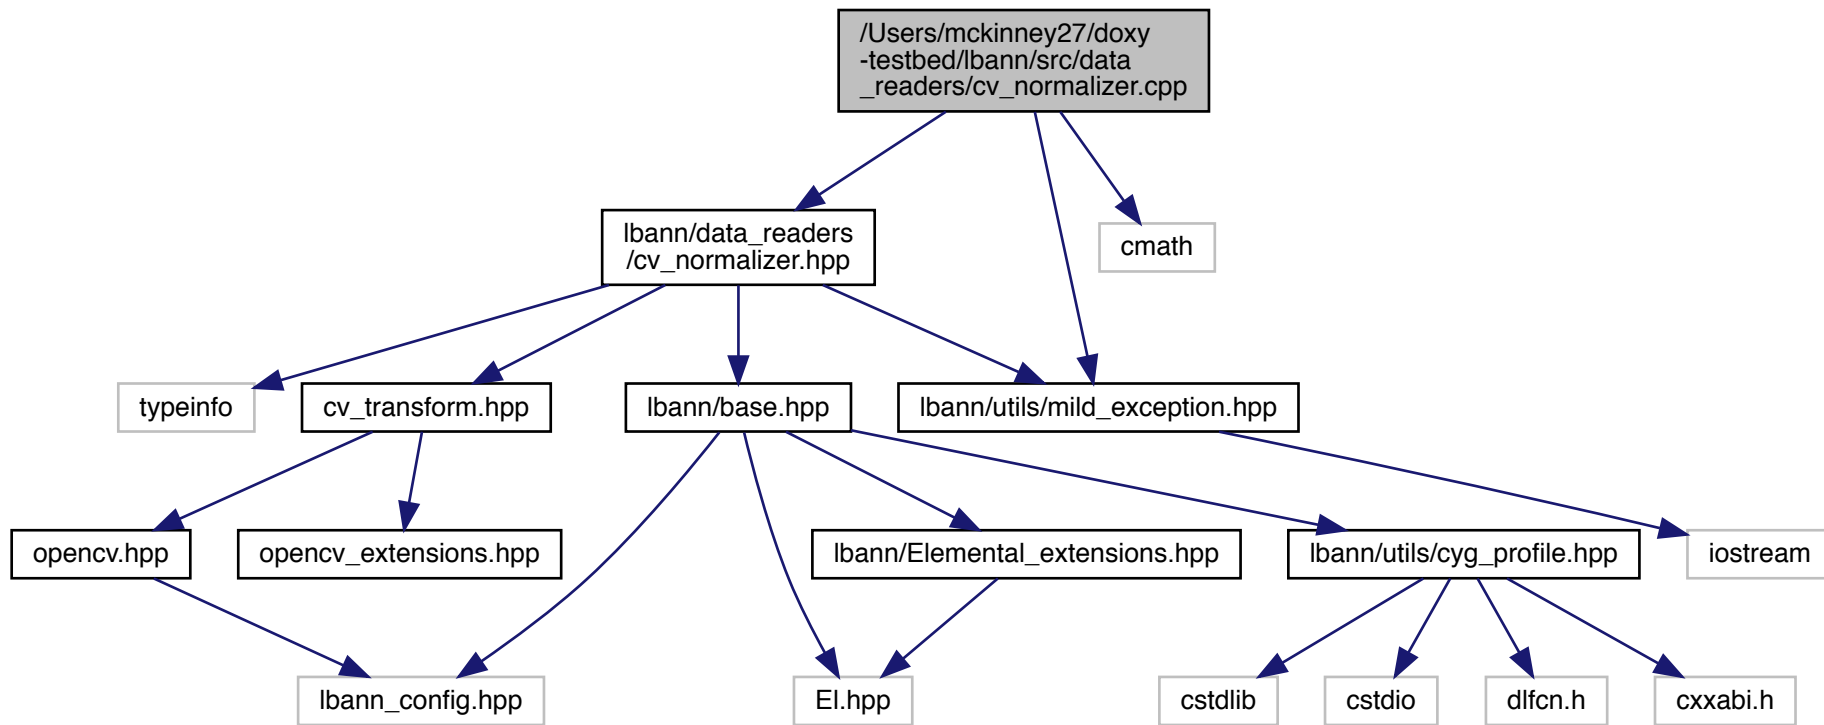 /Users/mckinney27/doxy
-testbed/lbann/src/data
_readers/cv_normalizer.cpp
lbann/data_readers
/cv_normalizer.hpp
cmath
typeinfo
cv_transform.hpp
lbann/base.hpp
lbann/utils/mild_exception.hpp
opencv.hpp
opencv_extensions.hpp
lbann/Elemental_extensions.hpp
lbann/utils/cyg_profile.hpp
iostream
lbann_config.hpp
El.hpp
cstdlib
cstdio
dlfcn.h
cxxabi.h